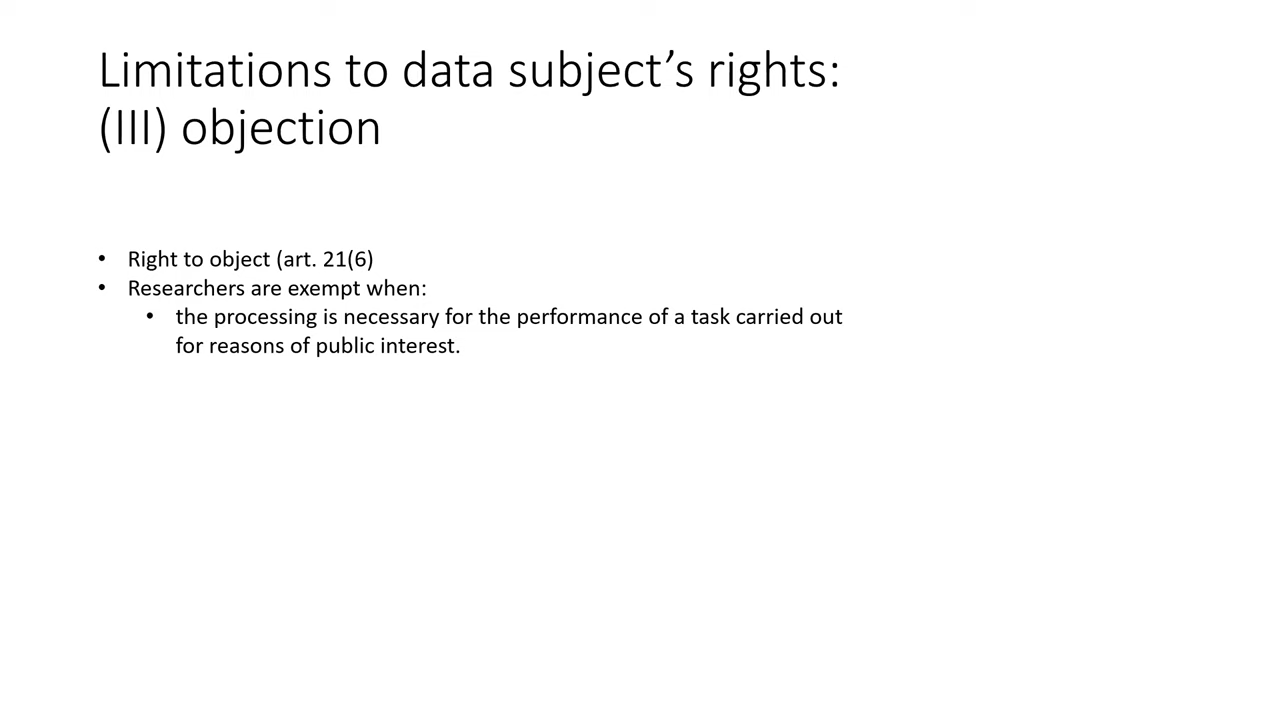 Limitations to data subject’s rights:
(III) objection
• Right to object (art. 21(6)
• Researchers are exempt when:
• the processing is necessary for the performance of a task carried out
for reasons of public interest.